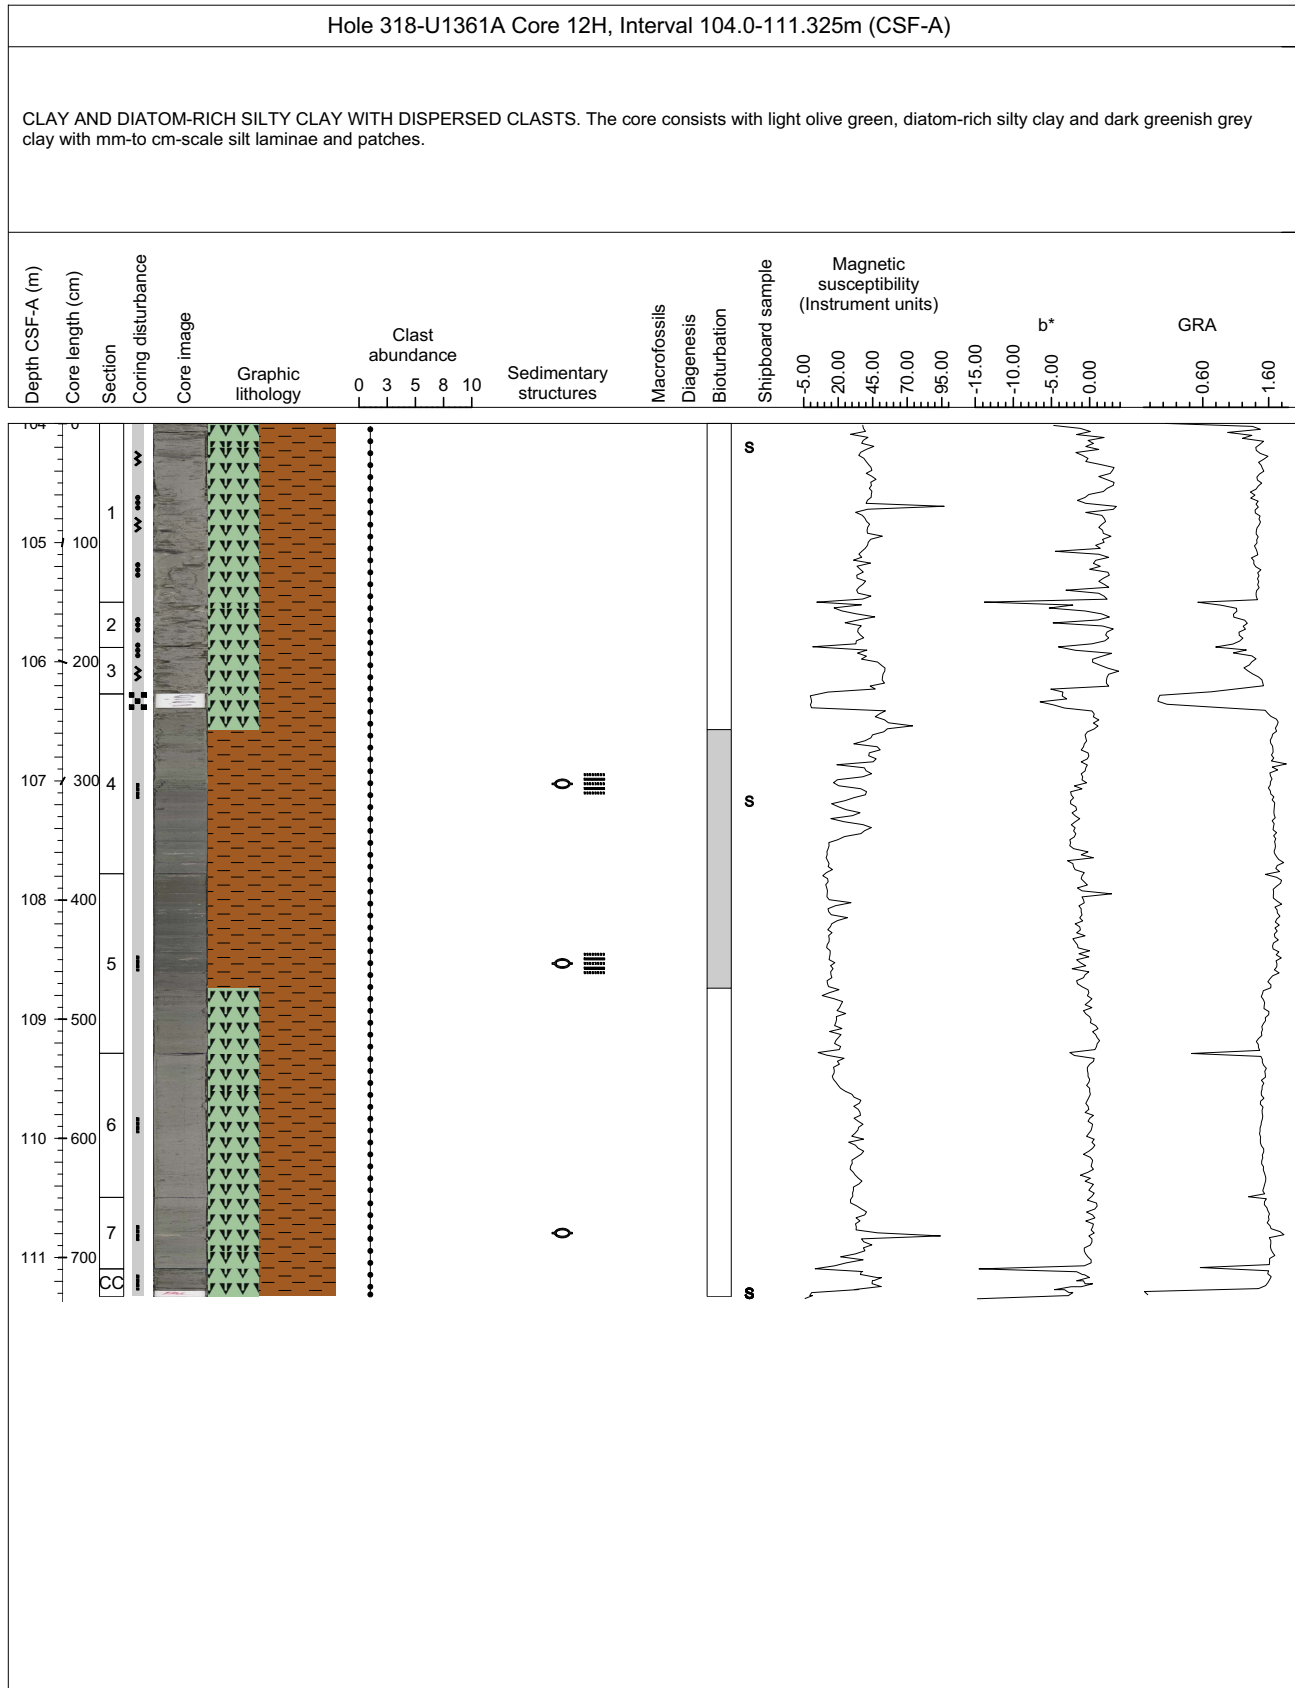 Hole 318-U1361A Core 12H, Interval 104.0-111.325m (CSF-A)
CLAY AND DIATOM-RICH SILTY CLAY WITH DISPERSED CLASTS. The core consists with light olive green, diatom-rich silty clay and dark greenish grey
clay with mm-to cm-scale silt laminae and patches.
Depth CSF-A (m)
Core length (cm)
Section
Coring disturbance
Core image
Graphic
lithology
Clast
abundance
0 3 5 8 10
Sedimentary
structures
Macrofossils
Diagenesis
Bioturbation
Shipboard sample
Magnetic
susceptibility
(Instrument units)
-5.00 20.00 45.00 70.00 95.00
b*
-15.00 -10.00 -5.00 0.00
GRA
0.60 1.60
104 0
S
1
105 100
2
106 200
3
107 300
4
S
108 400
5
109 500
6
110 600
7
111 700
CC
S